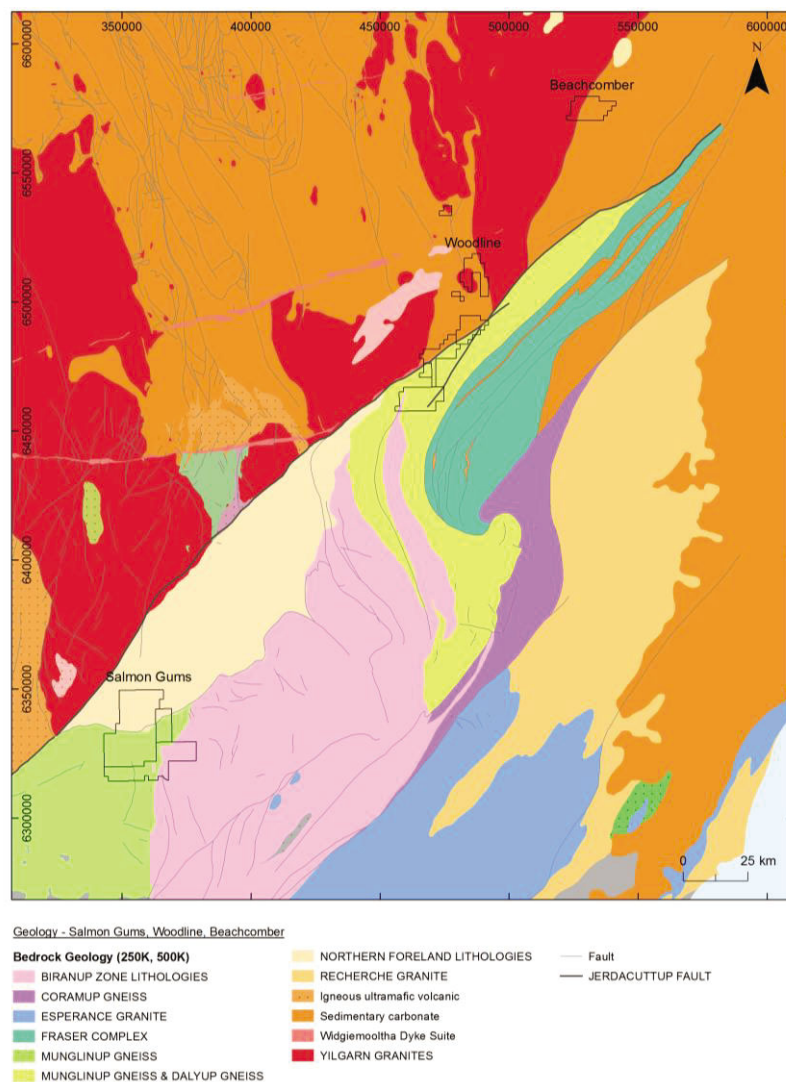 350000 400000 450000 500000 550000 600000
6600000
N
Beachcomber
6550000
Woodline
6500000
6450000
6400000
6350000
Salmon Gums
6300000
0 25 km
Geology - Salmon Gums, Woodline, Beachcomber
Bedrock Geology (250K, 500K)
BIRANUP ZONE LITHOLOGIES
CORAMUP GNEISS
ESPERANCE GRANITE
FRASER COMPLEX
MUNGLINUP GNEISS
MUNGLINUP GNEISS & DALYUP GNEISS
NORTHERN FORELAND LITHOLOGIES
RECHERCHE GRANITE
Igneous ultramafic volcanic
Sedimentary carbonate
Widgiemooltha Dyke Suite
YILGARN GRANITES
Fault
JERDACUTTUP FAULT